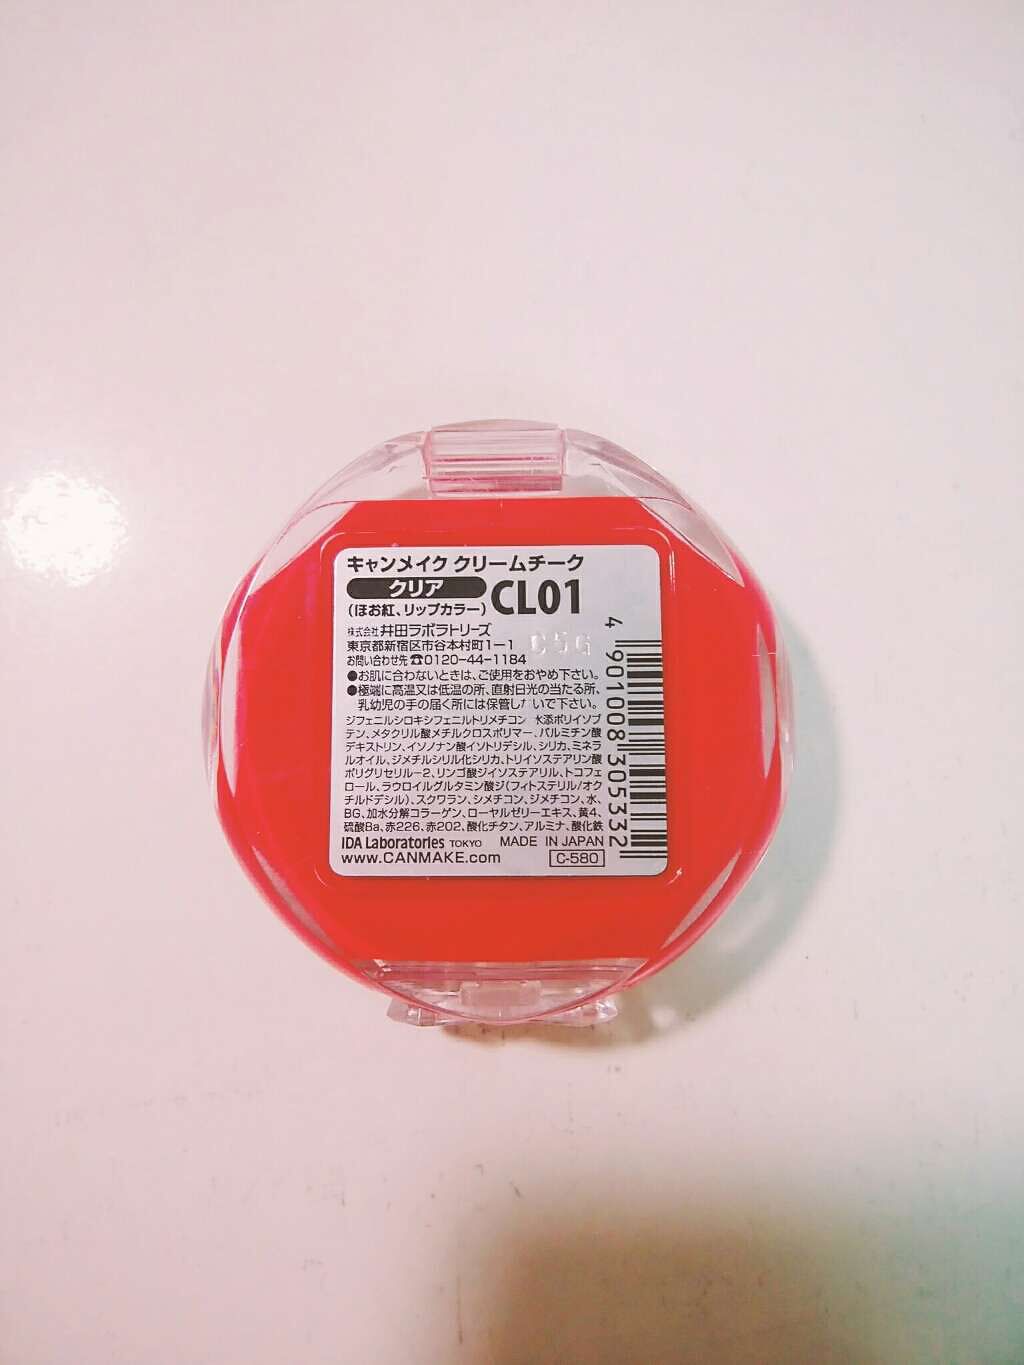 キャンメイク クリームチーク
クリア CL01
(ほお紅、リップカラー)
株式会社井田ラボラトリーズ
東京都新宿区市谷本村町1-1
お問い合わせ先☎0120-44-1184
●お肌に合わないときは、ご使用をおやめ下さい。
●極端に高温又は低温の所、直射日光の当たる所、
乳幼児の手の届く所には保管し いで下さい。
ジフェニルシロキシフェニルトリメチコン 水添ポリイソブ
テン、メタクリル酸メチルクロスポリマー、パルミチン酸
デキストリン、イソノナン酸イソトリデシル、シリカ、ミネラ
ルオイル、ジメチルシリル化シリカ、トリイソステアリン酸
ポリグリセリル-2、リンゴ酸ジイソステアリル、トコフェ
ロール、ラウロイルグルタミン酸ジ(フィトステリル/オク
チルドデシル)、スクワラン、シメチコン、ジメチコン、水、
BG、加水分解コラーゲン、ローヤルゼリーエキス、黄4、
硫酸Ba、赤226、赤202、酸化チタン、アルミナ、酸化鉄
IDA Laboratories TOKYO MADE IN JAPAN
www.CANMAKE.com C-580
4 901008 305332